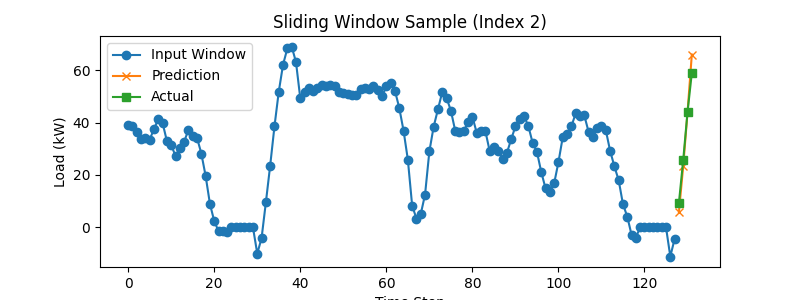 Sliding Window Sample (Index 2)
Input Window
Prediction
Actual
Load (kW)
60
40
20
0
0 20 40 60 80 100 120
Time Step